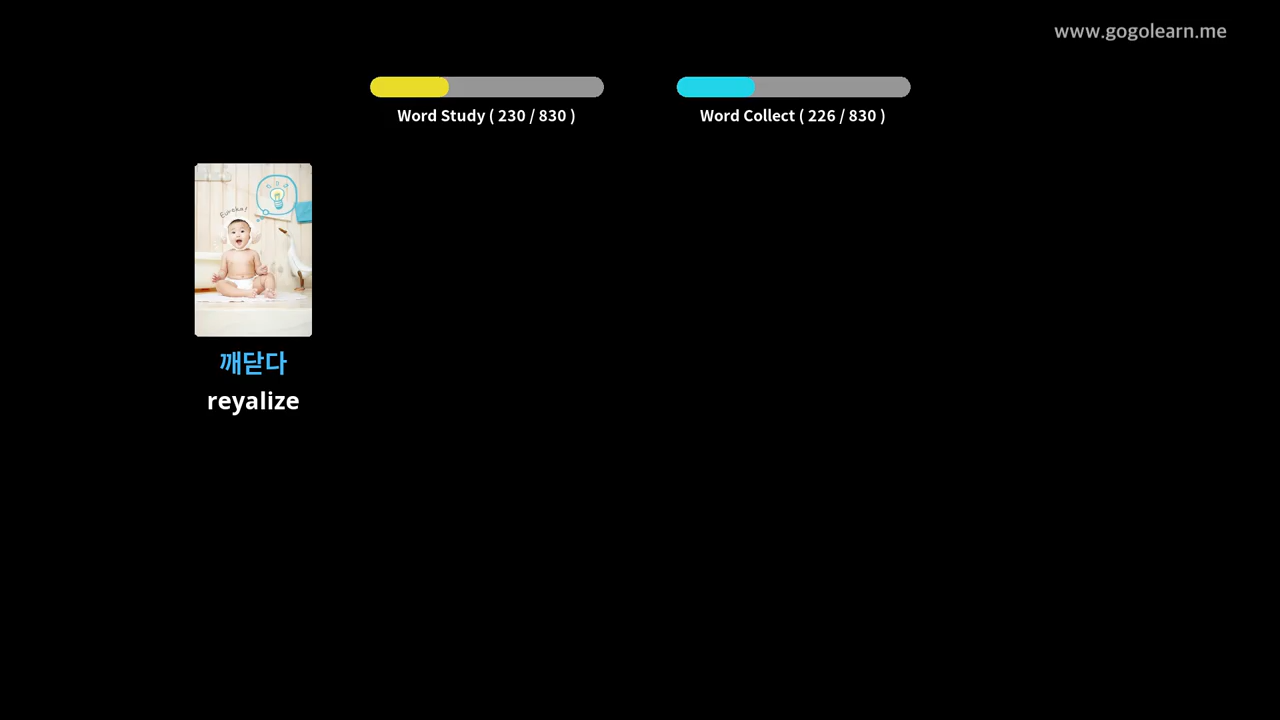 www.gogolearn.me
Word Study ( 230 / 830 )
Word Collect ( 226 / 830 )
Eureka!
깨닫다
reyalize